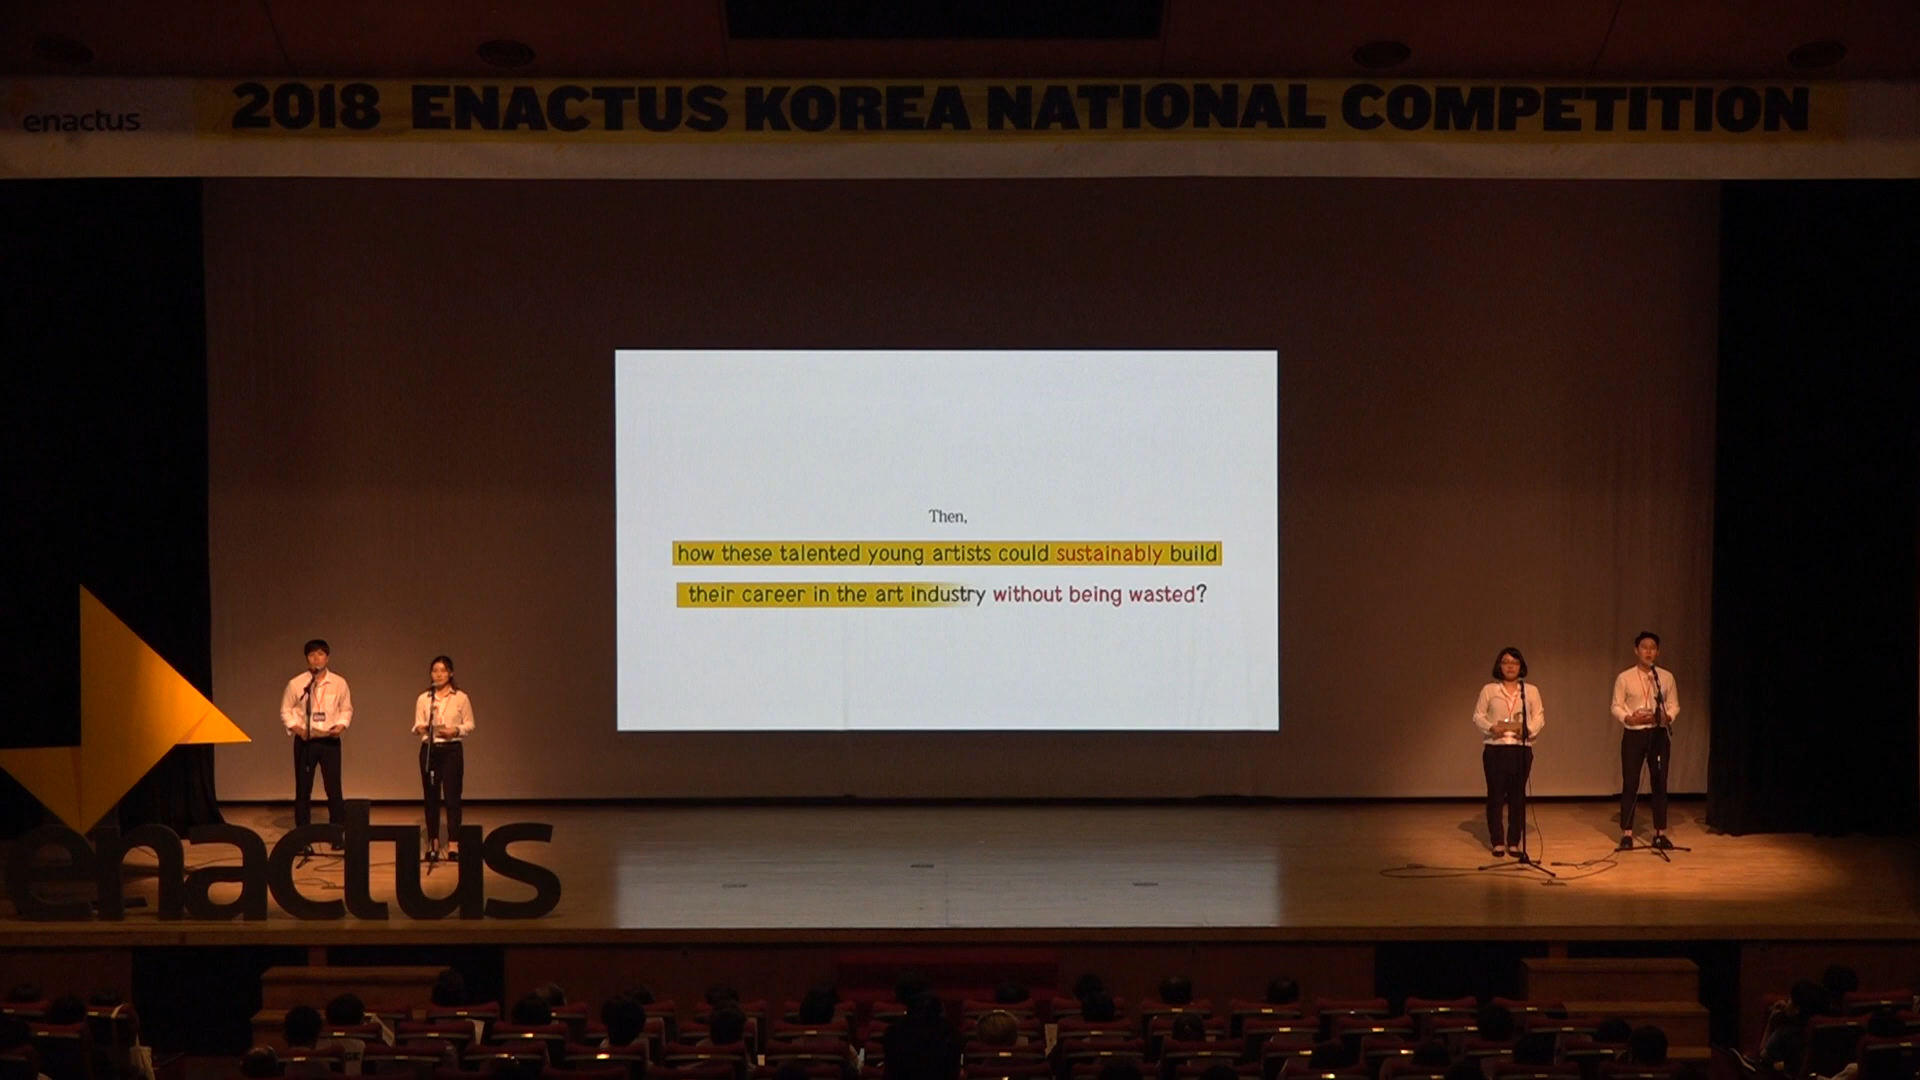 enactus
2018 ENACTUS KOREA NATIONAL COMPETITION
Then,
how these talented young artists could sustainably build
their career in the art industry without being wasted?
enactus